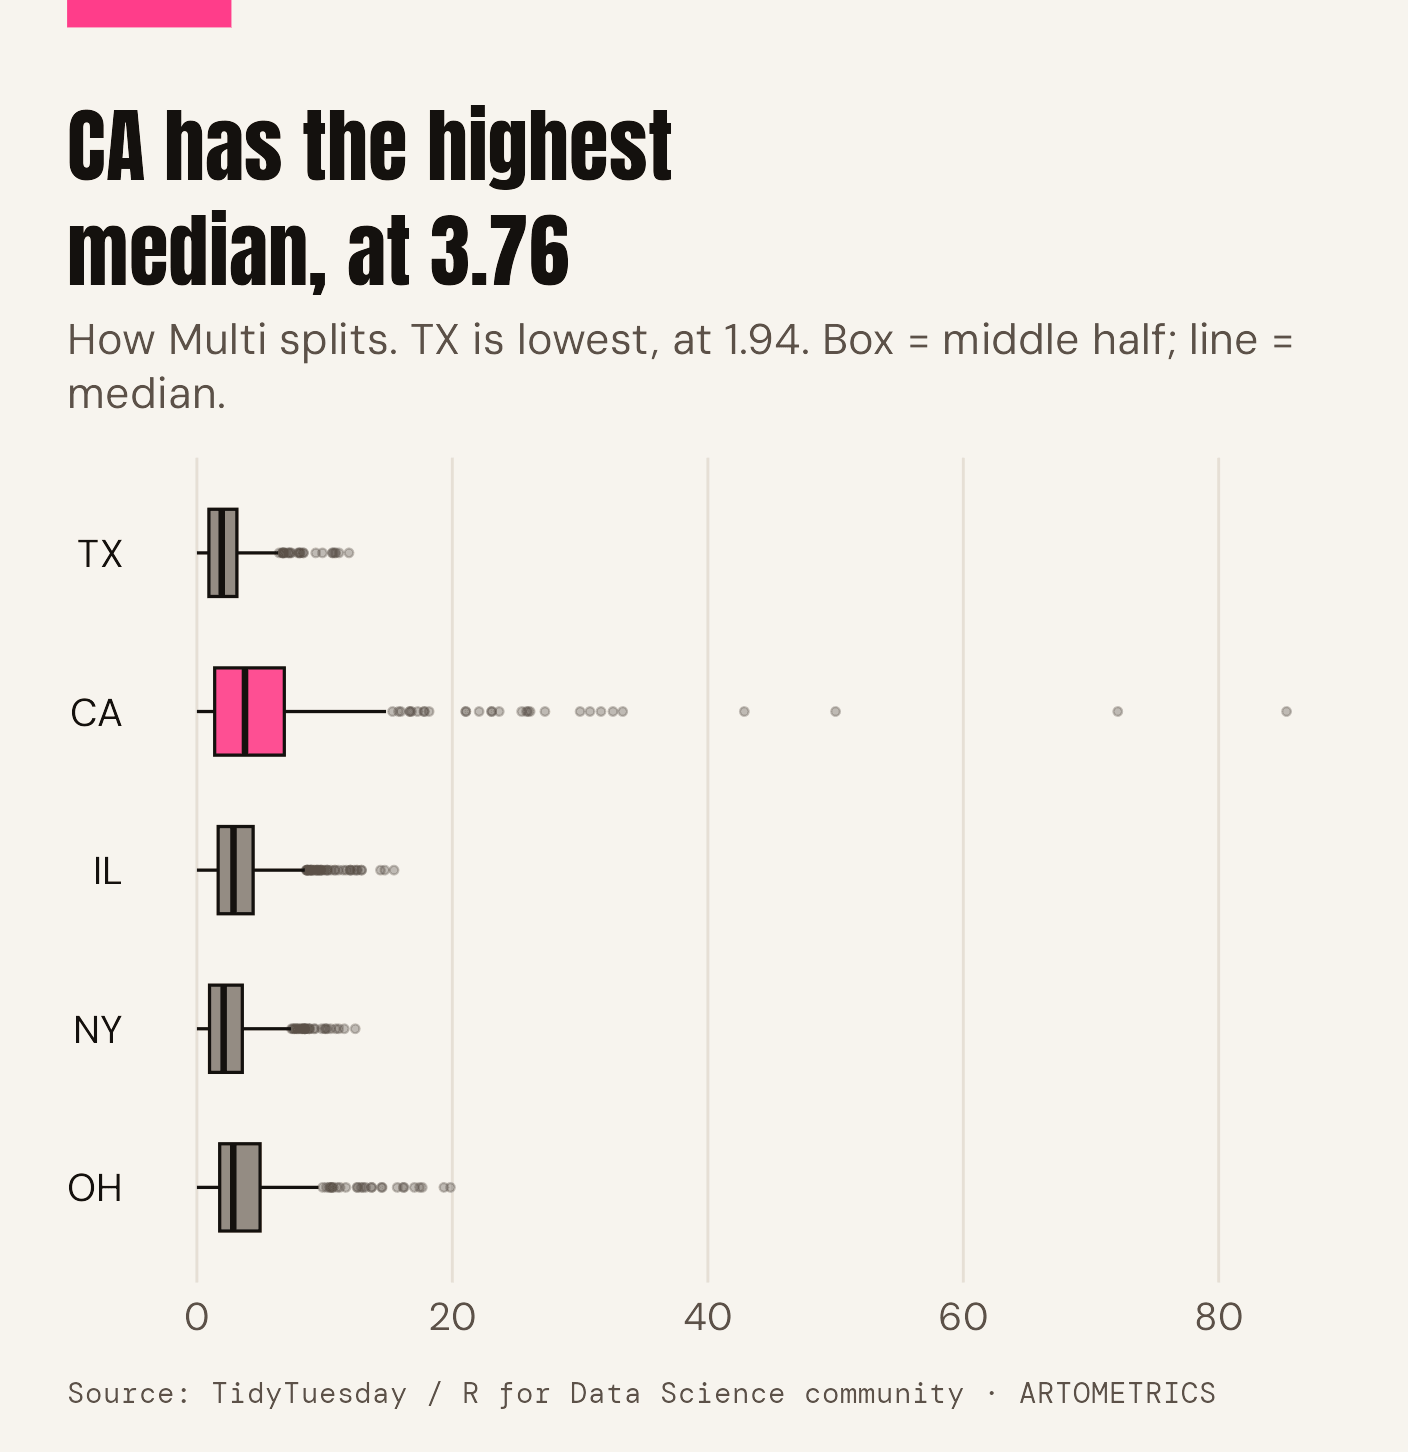 CA has the highest
median, at 3.76
How Multi splits. TX is lowest, at 1.94. Box = middle half; line =
median.
TX
CA
IL
NY
OH
0 20 40 60 80
Source: TidyTuesday / R for Data Science community · ARTOMETRICS